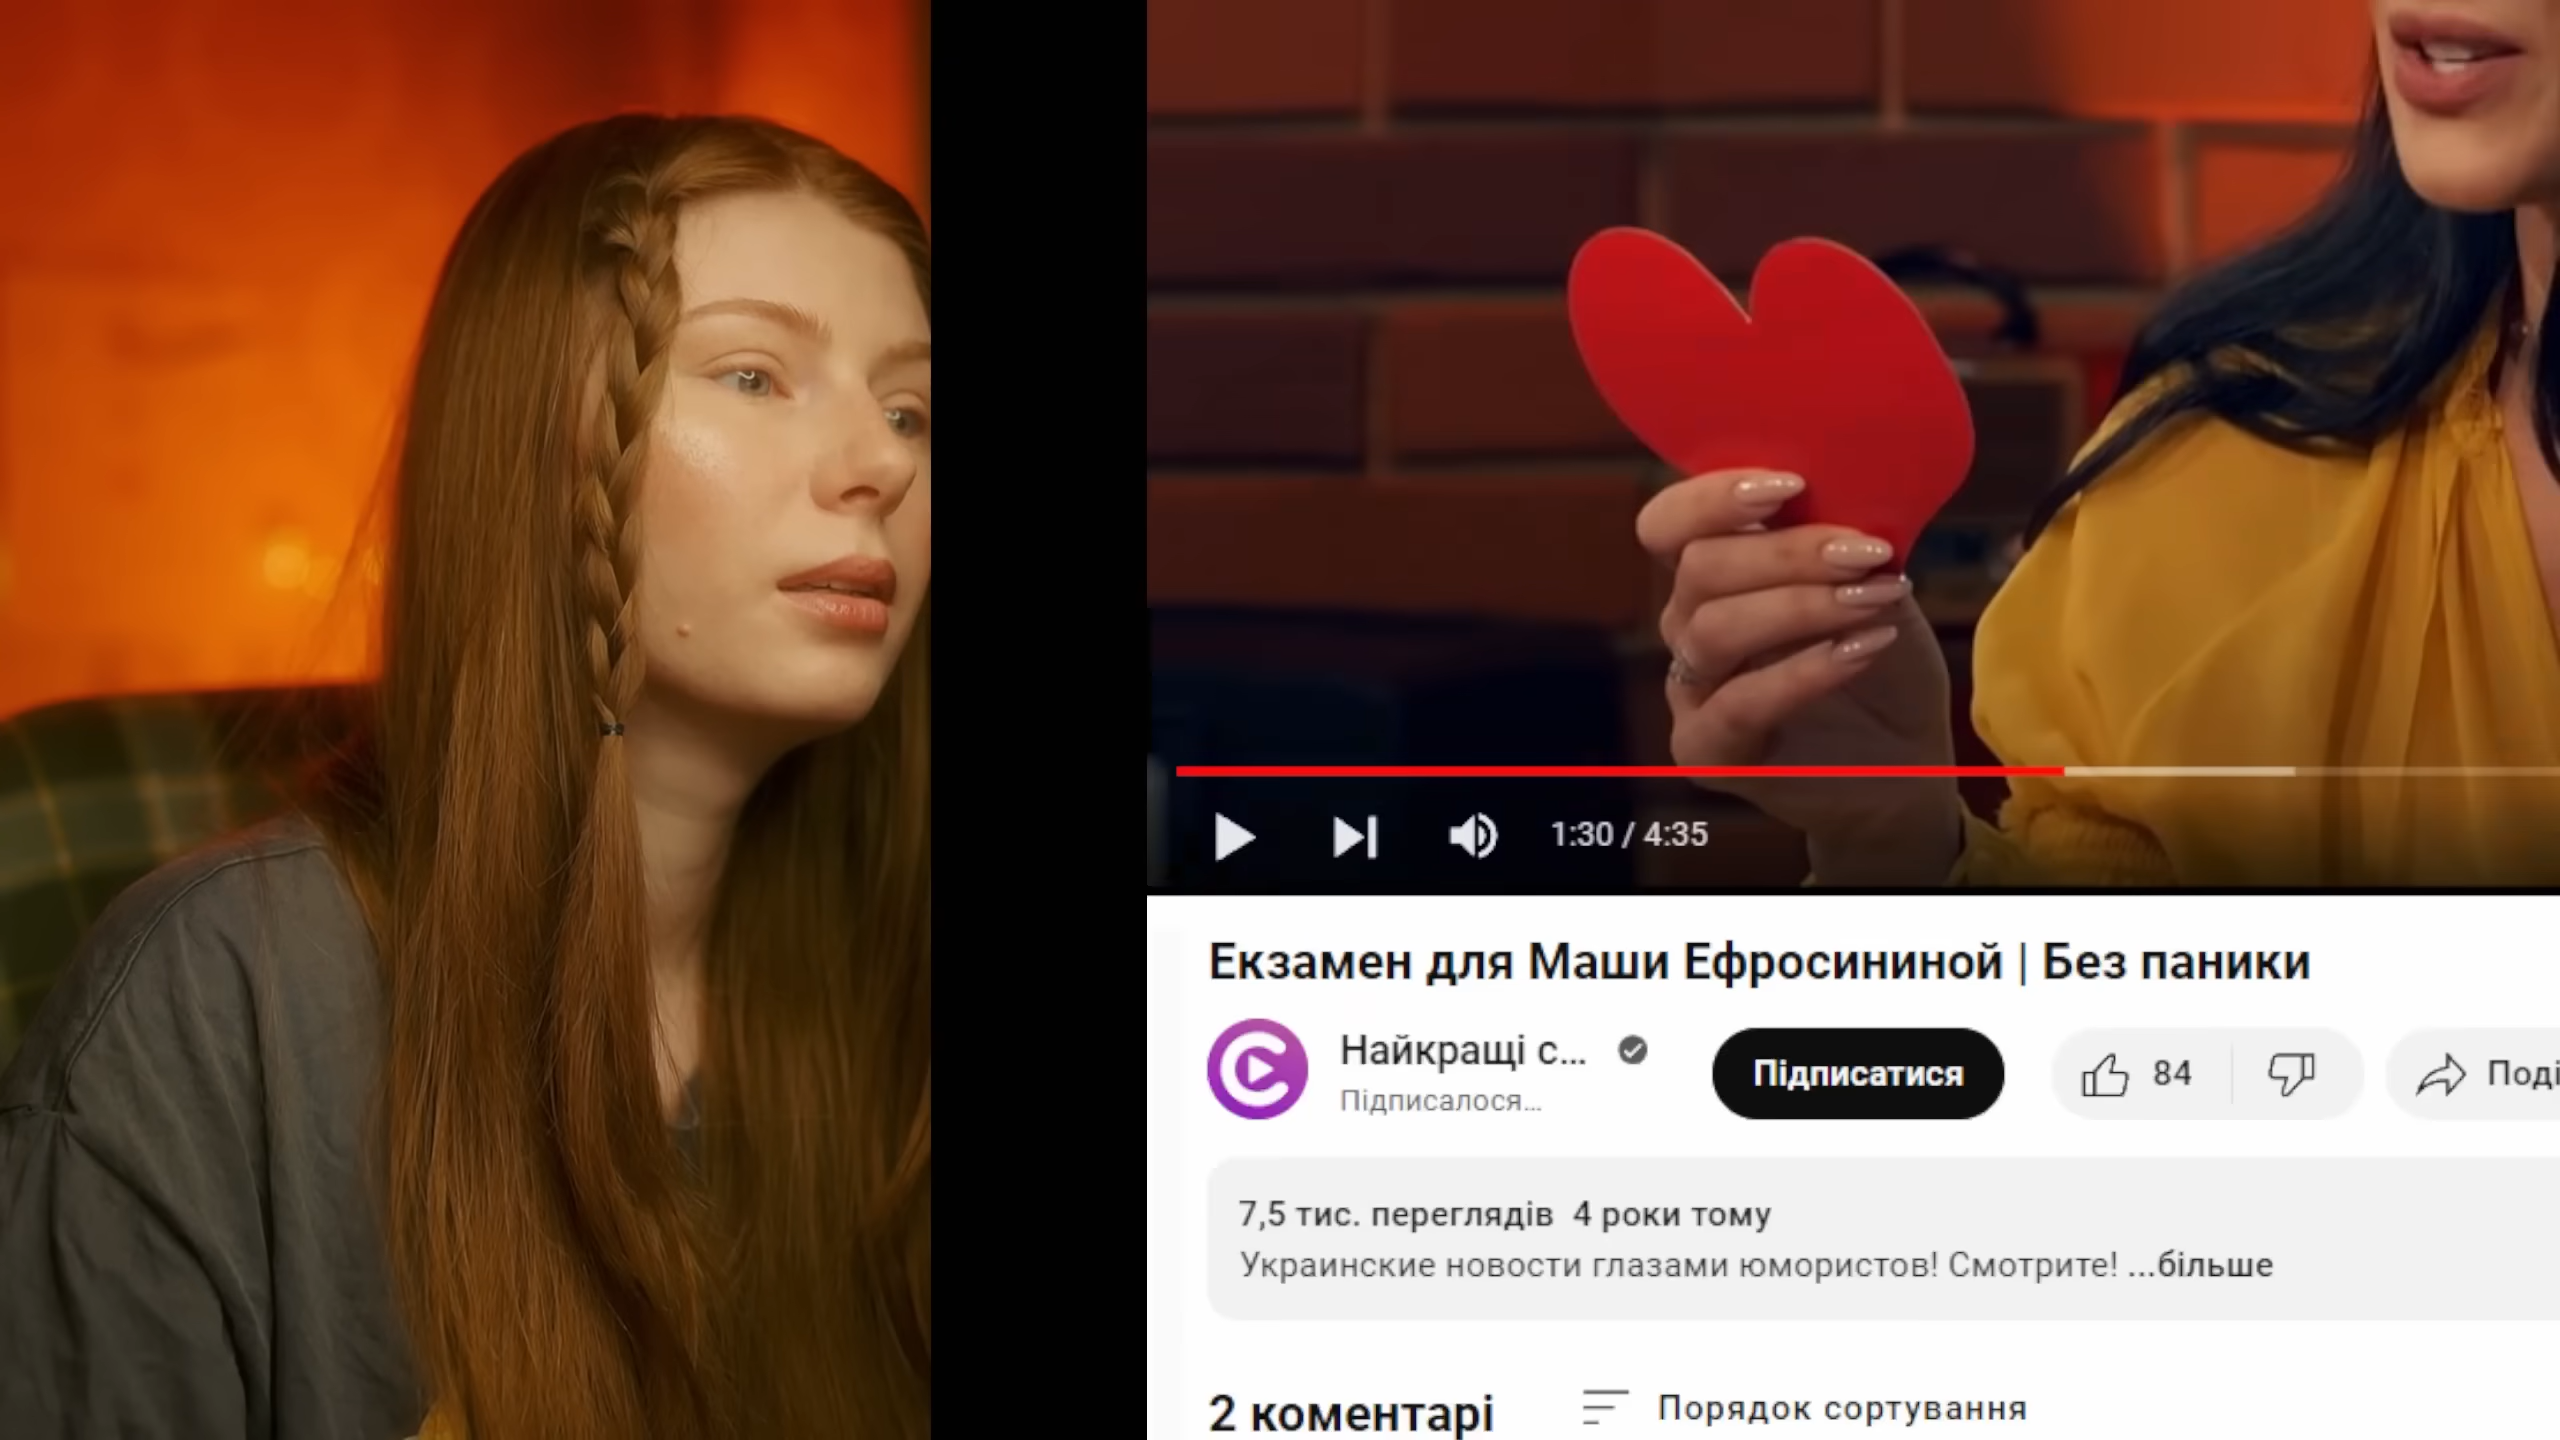 1:30 / 4:35
Екзамен для Маши Ефросининой | Без паники
Найкращі с...
Підписалося...
Підписатися
84
Поді
7,5 тис. переглядів 4 роки тому
Украинские новости глазами юмористов! Смотрите! ...більше
2 коментарі
Порядок сортування